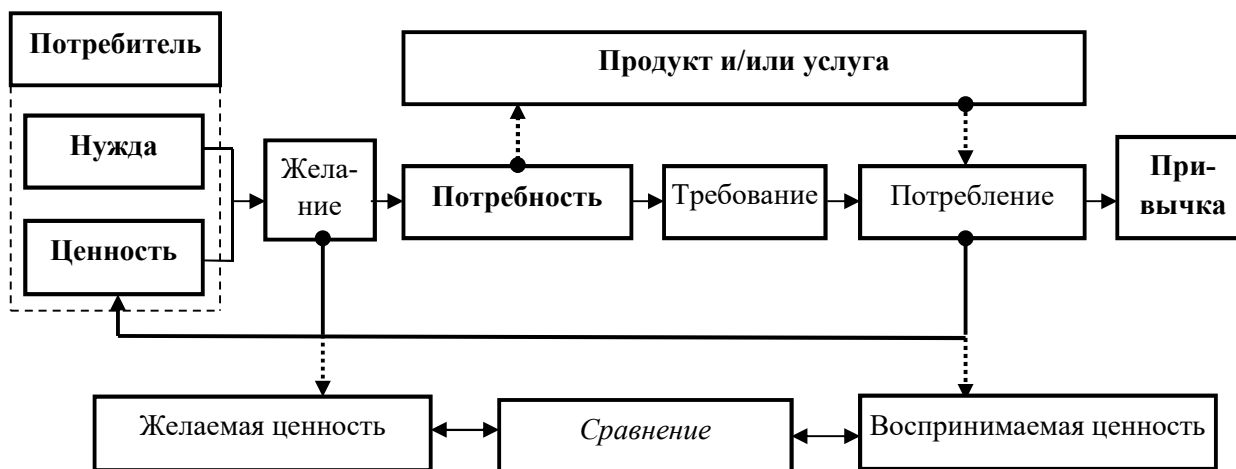 Потребитель
Продукт и/или услуга
Нужда
Ценность
Жела-
ние
Потребность
Требование
Потребление
При-
вычка
Желаемая ценность
Сравнение
Воспринимаемая ценность